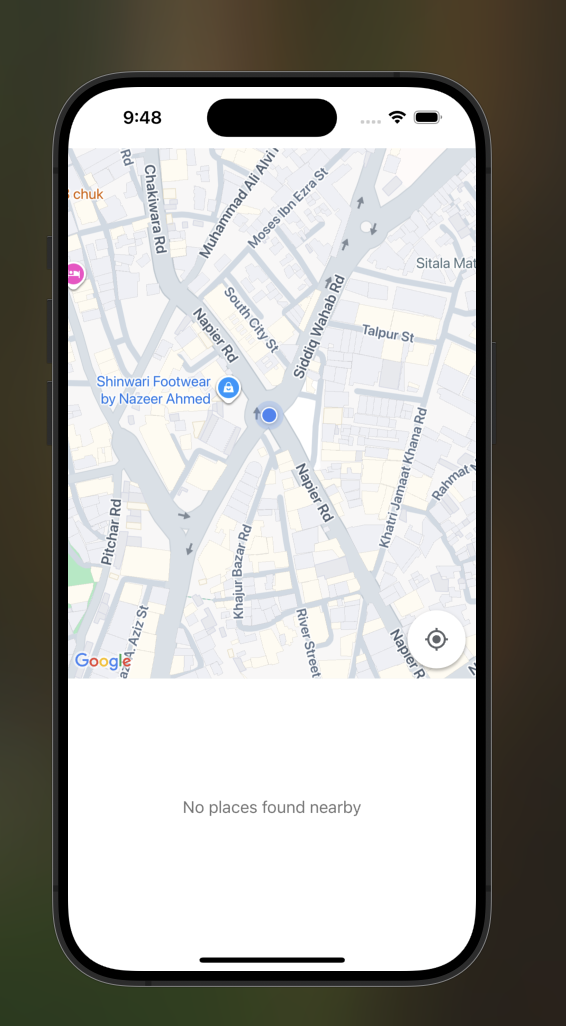 9:48
Rd
chuk
Chakiwara Rd
Muhammad Ali Alvi
Moses Ibn Ezra St
Sitala Mat
South City St
Siddiq Wahab Rd
Talpur St
Napier Rd
Shinwari Footwear
by Nazeer Ahmed
Napier Rd
Khatri Jamaat Khana Rd
Rahmat
Pitchar Rd
Khajur Bazar Rd
A. Aziz St
River Street
Napier R
Google
No places found nearby